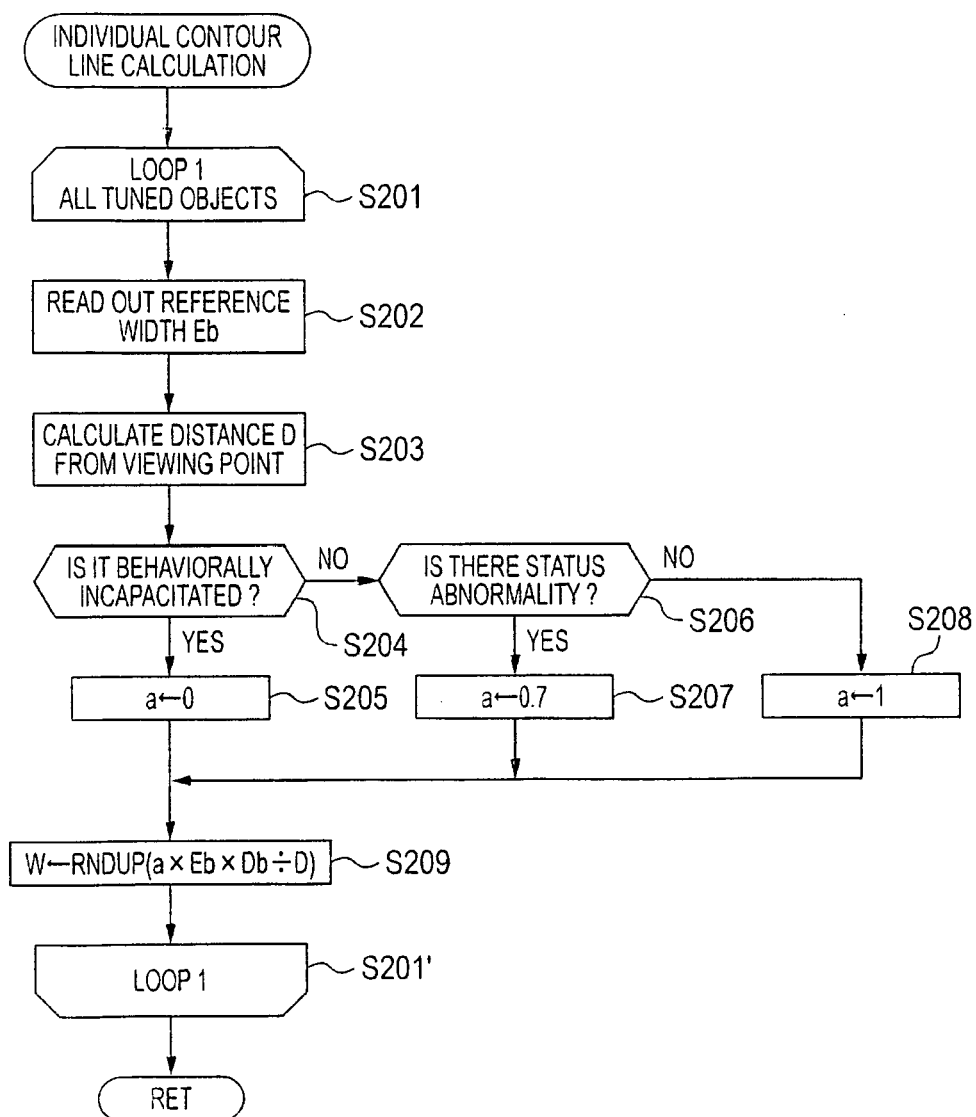 INDIVIDUAL CONTOUR
LINE CALCULATION
LOOP 1
ALL TUNED OBJECTS
S201
READ OUT REFERENCE
WIDTH Eb
S202
CALCULATE DISTANCE D
FROM VIEWING POINT
S203
IS IT BEHAVIORALLY
INCAPACITATED ?
S204
NO
YES
IS THERE STATUS
ABNORMALITY ?
S206
NO
YES
a←0
S205
a←0.7
S207
a←1
S208
W←RNDUP(a × Eb × Db ÷ D)
S209
LOOP 1
S201'
RET